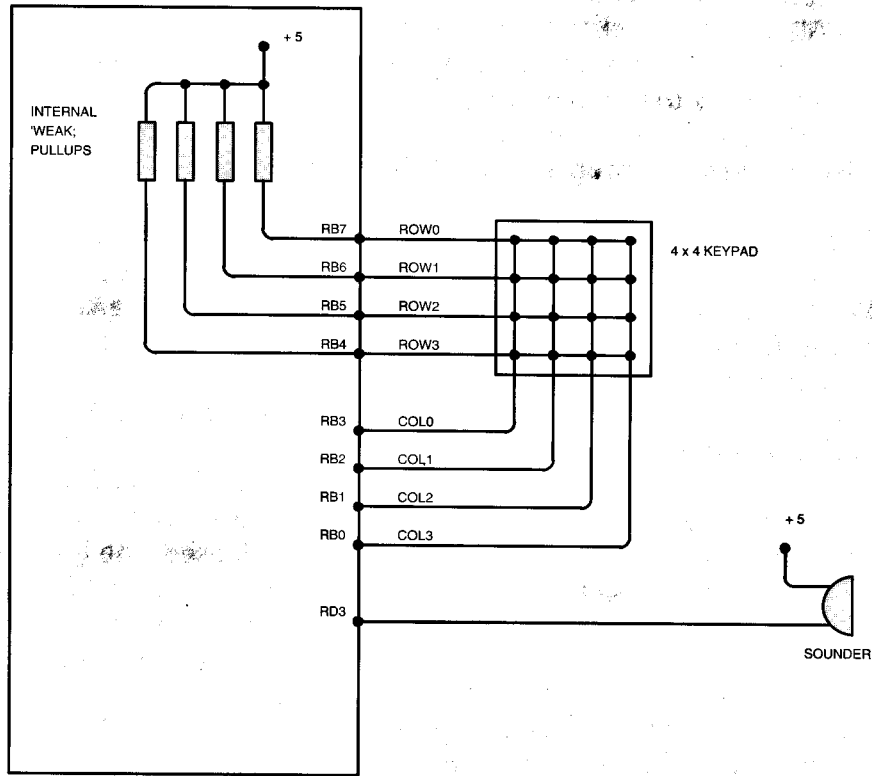 + 5
INTERNAL
'WEAK;
PULLUPS
RB7 ROW0
RB6 ROW1
RB5 ROW2
RB4 ROW3
4 x 4 KEYPAD
RB3 COL0
RB2 COL1
RB1 COL2
RB0 COL3
+ 5
RD3
SOUNDER